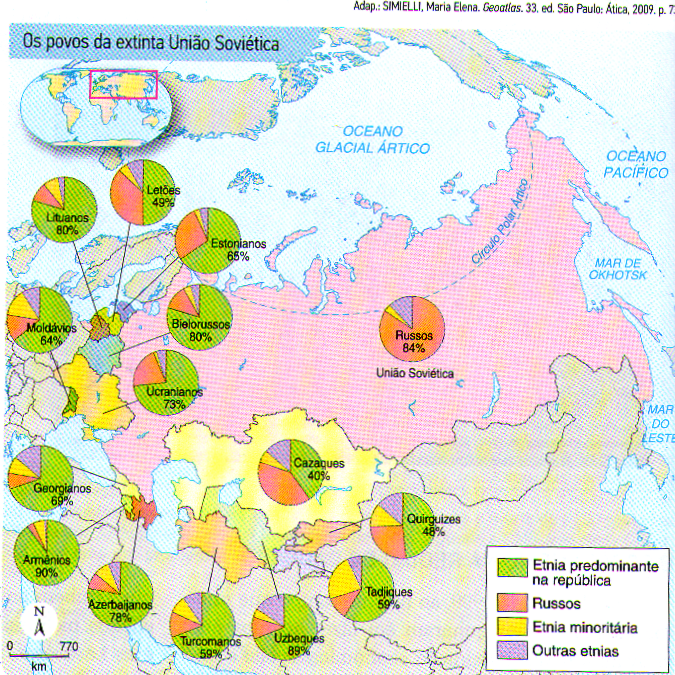 Adap.: SIMIELLI, Maria Elena. Geoatlas. 33. ed. São Paulo: Ática, 2009. p. 7
Os povos da extinta União Soviética
OCEANO
GLACIAL ÁRTICO
OCEANO
PACÍFICO
Círculo Polar Ártico
MAR DE
OKHOTSK
MAR
DO
LESTE
Letões
49%
Lituanos
80%
Estonianos
65%
Moldávios
64%
Bielorussos
80%
Russos
84%
União Soviética
Ucranianos
73%
Cazaques
40%
Georgianos
69%
Quirguizes
48%
Armênios
90%
Azerbaijanos
78%
Tadjiques
59%
Turcomanos
59%
Uzbeques
89%
N
0 770
km
Etnia predominante
na república
Russos
Etnia minoritária
Outras etnias